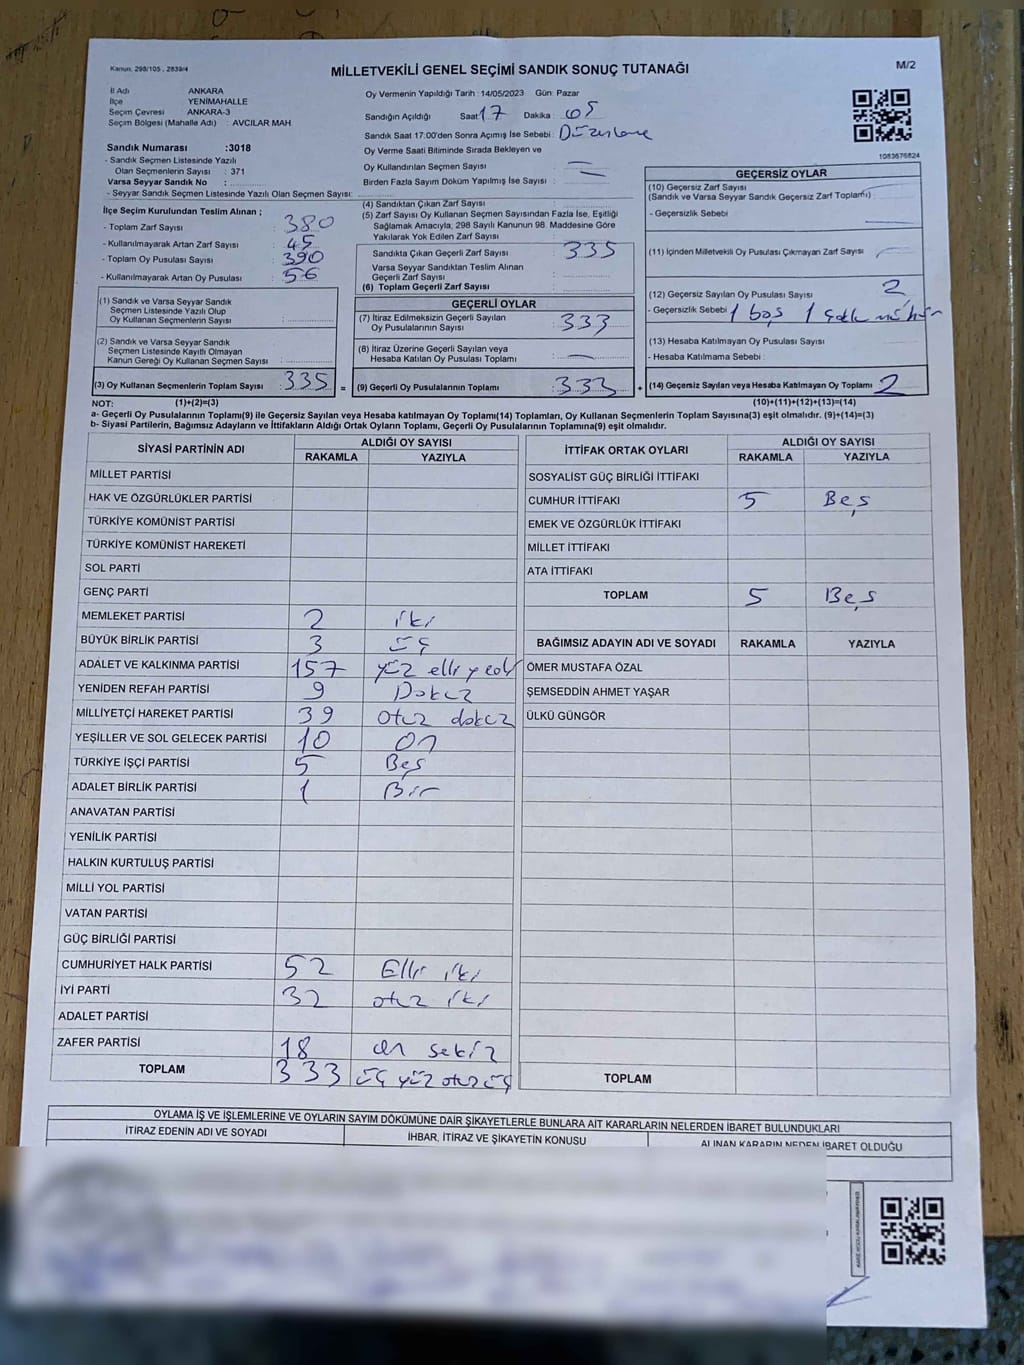 Kanun, 298/105, 2839/4
MİLLETVEKİLİ GENEL SEÇİMİ SANDIK SONUÇ TUTANAĞI
M/2
İl Adı ANKARA
İlçe YENİMAHALLE
Seçim Çevresi ANKARA-3
Seçim Bölgesi (Mahalle Adı) : AVCILAR MAH
Oy Vermenin Yapıldığı Tarih : 14/05/2023 Gün: Pazar
Sandığın Açıldığı Saat 17 Dakika : 05
Sandık Saat 17:00'den Sonra Açımış İse Sebebi :
Oy Verme Saati Bitiminde Sırada Bekleyen ve
Oy Kullandırılan Seçmen Sayısı
Birden Fazla Sayım Döküm Yapılmış İse Sayısı :
1083676824
Sandık Numarası :3018
- Sandık Seçmen Listesinde Yazılı
Olan Seçmenlerin Sayısı : 371
Varsa Seyyar Sandık No :
- Seyyar Sandık Seçmen Listesinde Yazılı Olan Seçmen Sayısı:
İlçe Seçim Kurulundan Teslim Alınan ;
- Toplam Zarf Sayısı : 380
- Kullanılmayarak Artan Zarf Sayısı : 45
- Toplam Oy Pusulası Sayısı : 390
- Kullanılmayarak Artan Oy Pusulası : 56
(1) Sandık ve Varsa Seyyar Sandık
Seçmen Listesinde Yazılı Olup
Oy Kullanan Seçmenlerin Sayısı :
(2) Sandık ve Varsa Seyyar Sandık
Seçmen Listesinde Kayıtlı Olmayan
Kanun Gereği Oy Kullanan Seçmen Sayısı :
(3) Oy Kullanan Seçmenlerin Toplam Sayısı : 335 =
(1)+(2)=(3)
(4) Sandıktan Çıkan Zarf Sayısı :
(5) Zarf Sayısı Oy Kullanan Seçmen Sayısından Fazla İse, Eşitliği
Sağlamak Amacıyla, 298 Sayılı Kanunun 98. Maddesine Göre
Yakılarak Yok Edilen Zarf Sayısı :
Sandıkta Çıkan Geçerli Zarf Sayısı : 335
Varsa Seyyar Sandıktan Teslim Alınan
Geçerli Zarf Sayısı :
(6) Toplam Geçerli Zarf Sayısı :
GEÇERLİ OYLAR
(7) İtiraz Edilmeksizin Geçerli Sayılan
Oy Pusulalarının Sayısı : 333
(8) İtiraz Üzerine Geçerli Sayılan veya
Hesaba Katılan Oy Pusulası Toplamı :
(9) Geçerli Oy Pusulalarının Toplamı : 333 +
GEÇERSİZ OYLAR
(10) Geçersiz Zarf Sayısı
(Sandık ve Varsa Seyyar Sandık Geçersiz Zarf Toplamı) :
- Geçersizlik Sebebi :
(11) İçinden Milletvekili Oy Pusulası Çıkmayan Zarf Sayısı :
(12) Geçersiz Sayılan Oy Pusulası Sayısı : 2
- Geçersizlik Sebebi : 1 boş 1
(13) Hesaba Katılmayan Oy Pusulası Sayısı :
- Hesaba Katılmama Sebebi :
(14) Geçersiz Sayılan veya Hesaba Katılmayan Oy Toplamı : 2
(10)+(11)+(12)+(13)=(14)
NOT:
a- Geçerli Oy Pusulalarının Toplamı(9) ile Geçersiz Sayılan veya Hesaba katılmayan Oy Toplamı(14) Toplamları, Oy Kullanan Seçmenlerin Toplam Sayısına(3) eşit olmalıdır. (9)+(14)=(3)
b- Siyasi Partilerin, Bağımsız Adayların ve İttifakların Aldığı Ortak Oyların Toplamı, Geçerli Oy Pusulalarının Toplamına(9) eşit olmalıdır.
SİYASİ PARTİNİN ADI
ALDIĞI OY SAYISI
RAKAMLA YAZIYLA
MİLLET PARTİSİ
HAK VE ÖZGÜRLÜKLER PARTİSİ
TÜRKİYE KOMÜNİST PARTİSİ
TÜRKİYE KOMÜNİST HAREKETİ
SOL PARTİ
GENÇ PARTİ
MEMLEKET PARTİSİ 2 iki
BÜYÜK BİRLİK PARTİSİ 3 üç
ADALET VE KALKINMA PARTİSİ 157 yüz elli yedi
YENİDEN REFAH PARTİSİ 9 Dokuz
MİLLİYETÇİ HAREKET PARTİSİ 39 otuz dokuz
YEŞİLLER VE SOL GELECEK PARTİSİ 10 On
TÜRKİYE İŞÇİ PARTİSİ 5 Beş
ADALET BİRLİK PARTİSİ 1 Bir
ANAVATAN PARTİSİ
YENİLİK PARTİSİ
HALKIN KURTULUŞ PARTİSİ
MİLLİ YOL PARTİSİ
VATAN PARTİSİ
GÜÇ BİRLİĞİ PARTİSİ
CUMHURİYET HALK PARTİSİ 52 Elli iki
İYİ PARTİ 32 otuz iki
ADALET PARTİSİ
ZAFER PARTİSİ 18 on sekiz
TOPLAM 333 üç yüz otuz üç
İTTİFAK ORTAK OYLARI
ALDIĞI OY SAYISI
RAKAMLA YAZIYLA
SOSYALİST GÜÇ BİRLİĞİ İTTİFAKI
CUMHUR İTTİFAKI 5 Beş
EMEK VE ÖZGÜRLÜK İTTİFAKI
MİLLET İTTİFAKI
ATA İTTİFAKI
TOPLAM 5 Beş
BAĞIMSIZ ADAYIN ADI VE SOYADI RAKAMLA YAZIYLA
ÖMER MUSTAFA ÖZAL
ŞEMSEDDİN AHMET YAŞAR
ÜLKÜ GÜNGÖR
TOPLAM
OYLAMA İŞ VE İŞLEMLERİNE VE OYLARIN SAYIM DÖKÜMÜNE DAİR ŞİKAYETLERLE BUNLARA AİT KARARLARIN NELERDEN İBARET BULUNDUKLARI
İTİRAZ EDENİN ADI VE SOYADI
İHBAR, İTİRAZ VE ŞİKAYETİN KONUSU
ALINAN KARARIN NEDEN İBARET OLDUĞU